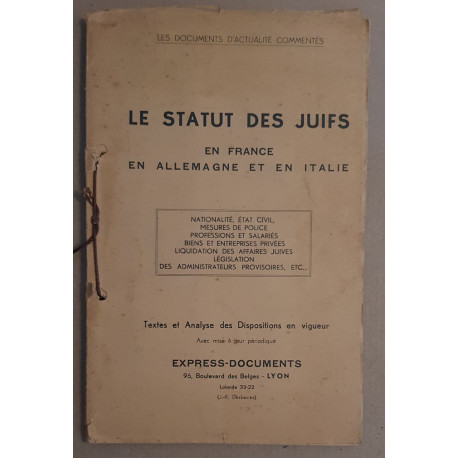 LES DOCUMENTS D'ACTUALITÉ COMMENTÉS
LE STATUT DES JUIFS
EN FRANCE
EN ALLEMAGNE ET EN ITALIE
NATIONALITÉ, ÉTAT CIVIL,
MESURES DE POLICE
PROFESSIONS ET SALARIÉS
BIENS ET ENTREPRISES PRIVÉES
LIQUIDATION DES AFFAIRES JUIVES
LÉGISLATION
DES ADMINISTRATEURS PROVISOIRES, ETC...
Textes et Analyse des Dispositions en vigueur
Avec mise à jour périodique
EXPRESS-DOCUMENTS
96, Boulevard des Belges - LYON
Lalande 33-22